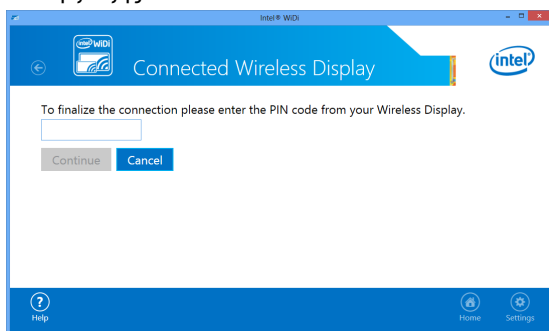 Intel® WiDi
intel WiDi
Connected Wireless Display
intel
To finalize the connection please enter the PIN code from your Wireless Display.
Continue
Cancel
?
Help
Home
Settings